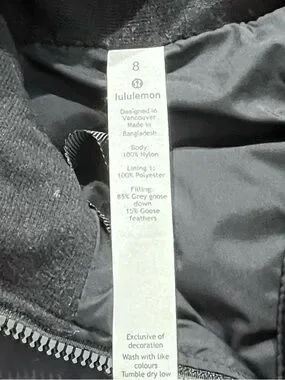 8
lululemon
Designed in
Vancouver
Made in
Bangladesh
Body:
100% Nylon
Lining 1:
100% Polyester
Filling:
85% Grey goose
down
15% Goose
feathers
Exclusive of
decoration
Wash with like
colours
Tumble dry low